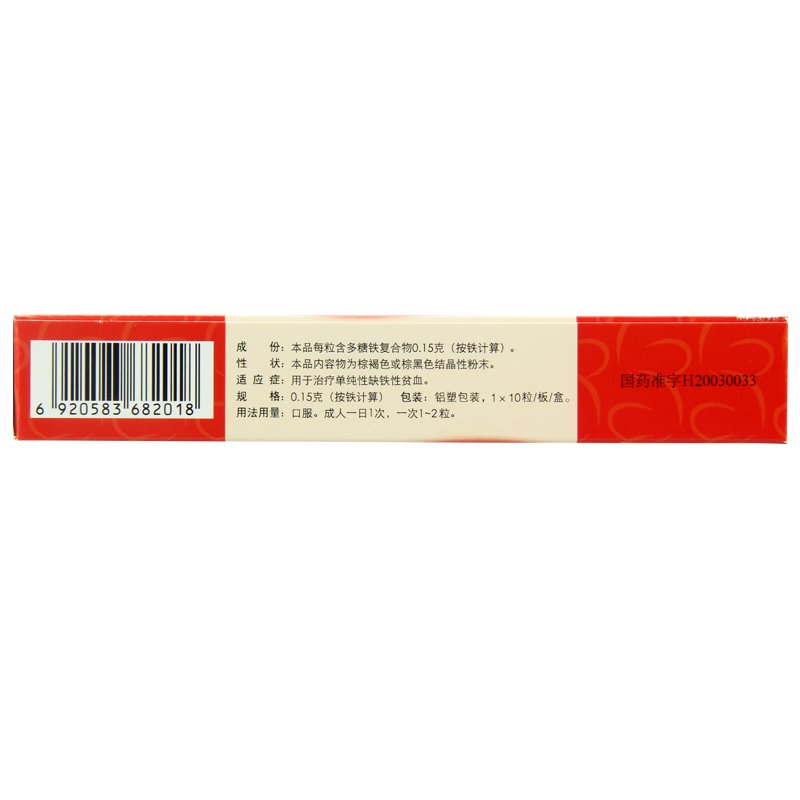 成 份：本品每粒含多糖铁复合物0.15克（按铁计算）。
性 状：本品内容物为棕褐色或棕黑色结晶性粉末。
适 应 症：用于治疗单纯性缺铁性贫血。
规 格：0.15克（按铁计算） 包装：铝塑包装，1×10粒/板/盒。
用法用量：口服。成人一日1次，一次1~2粒。
6 920583 682018
国药准字H20030033